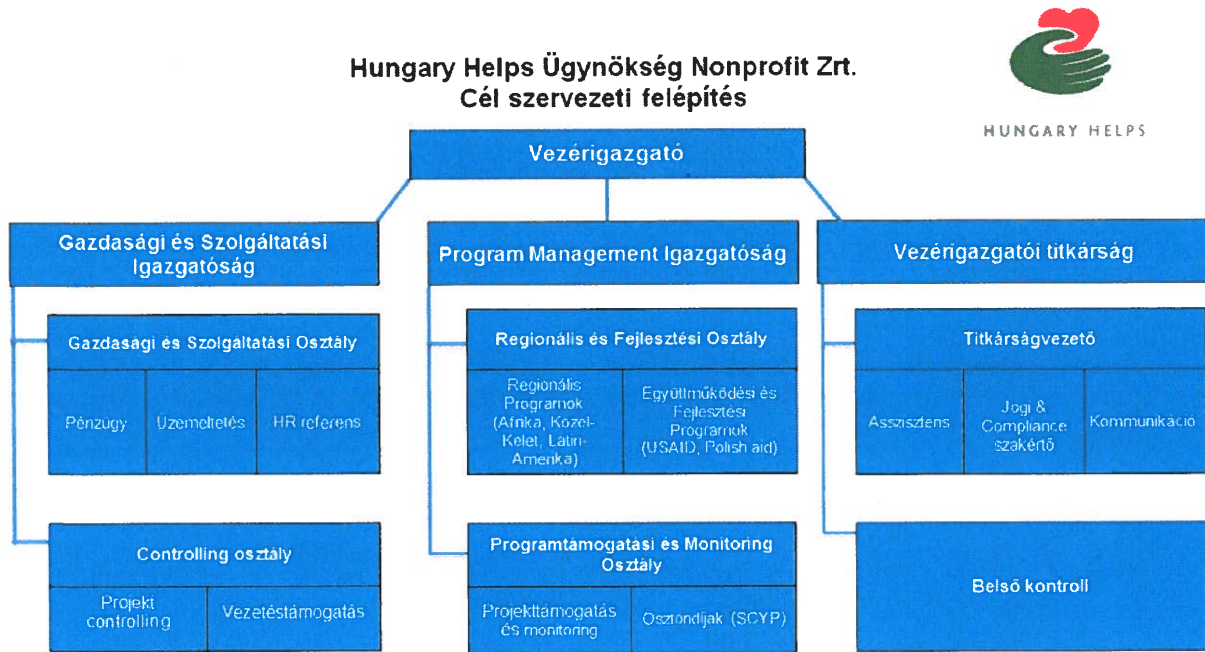 Hungary Helps Ügynökség Nonprofit Zrt.
Cél szervezeti felépítés
HUNGARY HELPS
Vezérigazgató
Gazdasági és Szolgáltatási
Igazgatóság
Program Management Igazgatóság
Vezérigazgatói titkárság
Gazdasági és Szolgáltatási Osztály
Pénzügy
Üzemeltetés
HR referens
Regionális és Fejlesztési Osztály
Regionális
Programok
(Afrika, Közel-
Kelet, Latin-
Amerika)
Együttműködési és
Fejlesztési
Programok
(USAID, Polish aid)
Titkárságvezető
Asszisztens
Jogi &
Compliance
szakértő
Kommunikáció
Controlling osztály
Projekt
controlling
Vezetéstámogatás
Programtámogatási és Monitoring
Osztály
Projekttámogatás
és monitoring
Ösztöndíjak (SCYP)
Belső kontroll